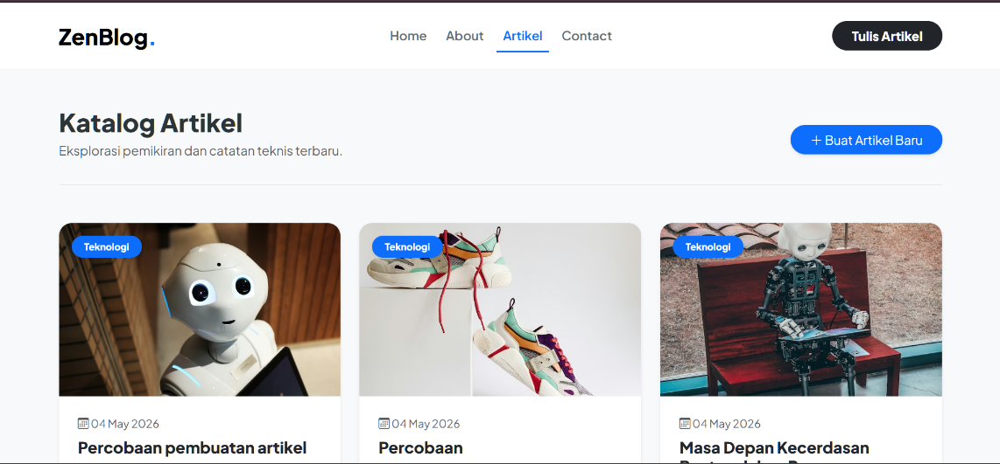 ZenBlog.
Home About Artikel Contact
Tulis Artikel
Katalog Artikel
Eksplorasi pemikiran dan catatan teknis terbaru.
+ Buat Artikel Baru
Teknologi
Teknologi
Teknologi
04 May 2026
Percobaan pembuatan artikel
04 May 2026
Percobaan
04 May 2026
Masa Depan Kecerdasan